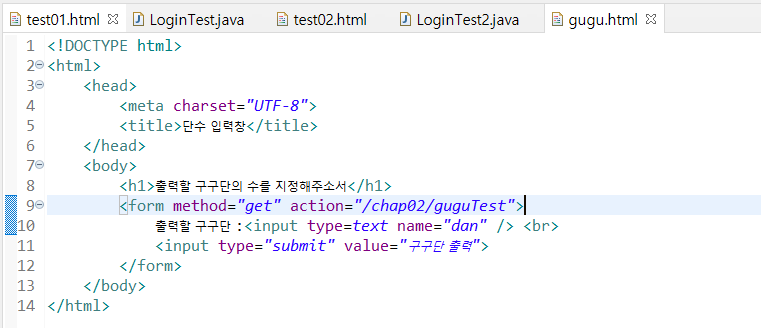 test01.html LoginTest.java test02.html LoginTest2.java gugu.html
1 <!DOCTYPE html>
2 <html>
3 <head>
4 <meta charset="UTF-8">
5 <title>단수 입력창</title>
6 </head>
7 <body>
8 <h1>출력할 구구단의 수를 지정해주소서</h1>
9 <form method="get" action="/chap02/guguTest">
10 출력할 구구단 :<input type=text name="dan" /> <br>
11 <input type="submit" value="구구단 출력">
12 </form>
13 </body>
14 </html>